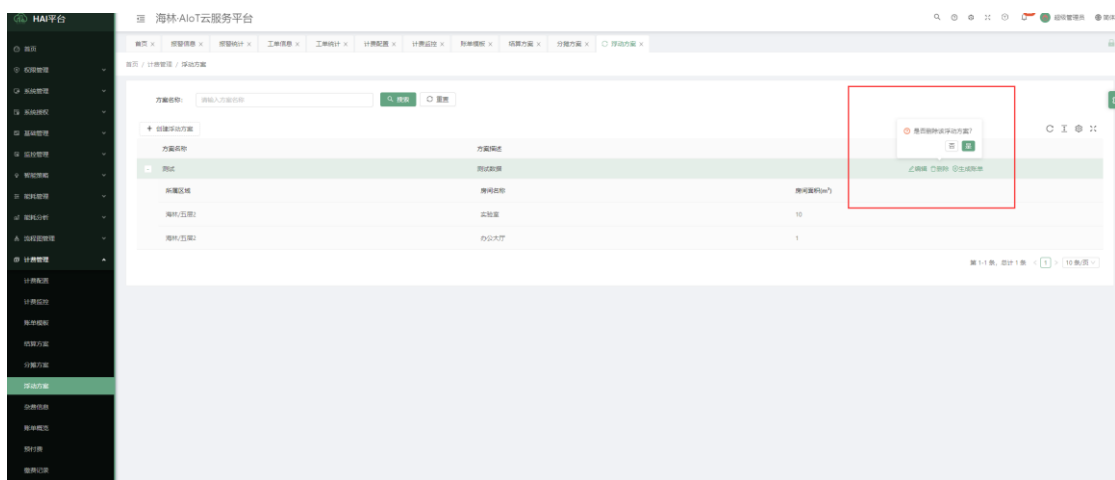 HAI平台
海林·AIoT云服务平台
超级管理员
首页
权限管理
系统管理
系统授权
基础管理
监控管理
智能策略
能耗管理
能耗分析
流程图管理
计费管理
计费配置
计费监控
账单模板
结算方案
分摊方案
浮动方案
杂费信息
账单概览
预付费
缴费记录
首页 × 报警信息 × 报警统计 × 工单信息 × 工单统计 × 计费配置 × 计费监控 × 账单模板 × 结算方案 × 分摊方案 × 浮动方案 ×
首页 / 计费管理 / 浮动方案
方案名称: 请输入方案名称 搜索 重置
+ 创建浮动方案
是否删除该浮动方案?
否 是
方案名称 方案描述
测试 测试数据 编辑 删除 生成账单
所属区域 房间名称 房间面积(m²)
海林/五层2 实验室 10
海林/五层2 办公大厅 1
第 1-1 条, 总计 1 条 < 1 > 10 条/页